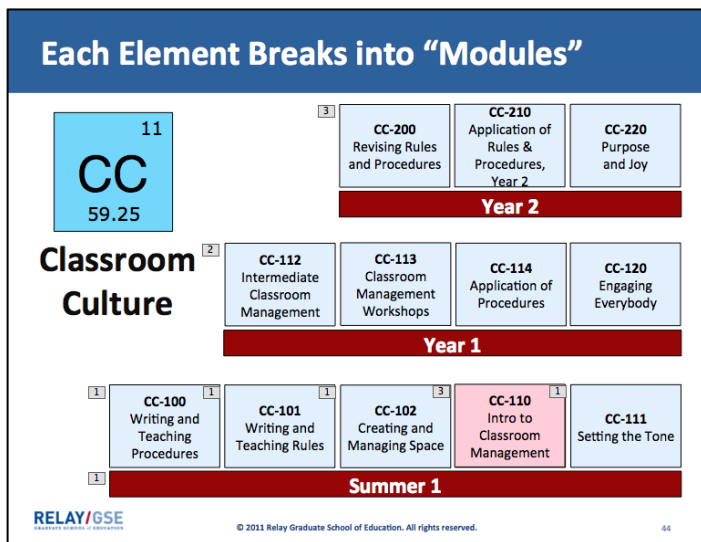 Each Element Breaks into “Modules”
11
CC
59.25
Classroom
Culture
3
CC-200
Revising Rules
and Procedures
CC-210
Application of
Rules &
Procedures,
Year 2
CC-220
Purpose
and Joy
Year 2
2
CC-112
Intermediate
Classroom
Management
CC-113
Classroom
Management
Workshops
CC-114
Application of
Procedures
CC-120
Engaging
Everybody
Year 1
1
1
CC-100
Writing and
Teaching
Procedures
1
CC-101
Writing and
Teaching Rules
3
CC-102
Creating and
Managing Space
1
CC-110
Intro to
Classroom
Management
CC-111
Setting the Tone
1
Summer 1
RELAY/GSE
GRADUATE SCHOOL of EDUCATION
© 2011 Relay Graduate School of Education. All rights reserved.
44